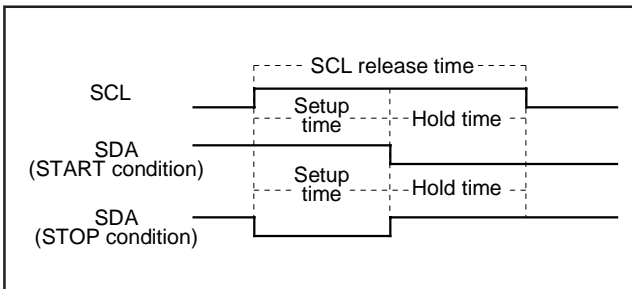 SCL release time
SCL
Setup
time
Hold time
SDA
(START condition)
Setup
time
Hold time
SDA
(STOP condition)